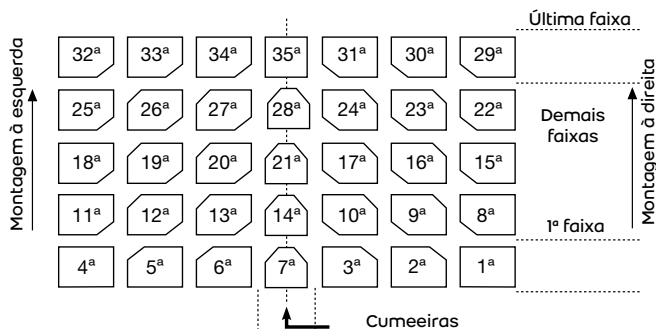 Última faixa
32ª 33ª 34ª 35ª 31ª 30ª 29ª
Montagem à esquerda
Montagem à direita
25ª 26ª 27ª 28ª 24ª 23ª 22ª
Demais
faixas
18ª 19ª 20ª 21ª 17ª 16ª 15ª
11ª 12ª 13ª 14ª 10ª 9ª 8ª
1ª faixa
4ª 5ª 6ª 7ª 3ª 2ª 1ª
Cumeeiras